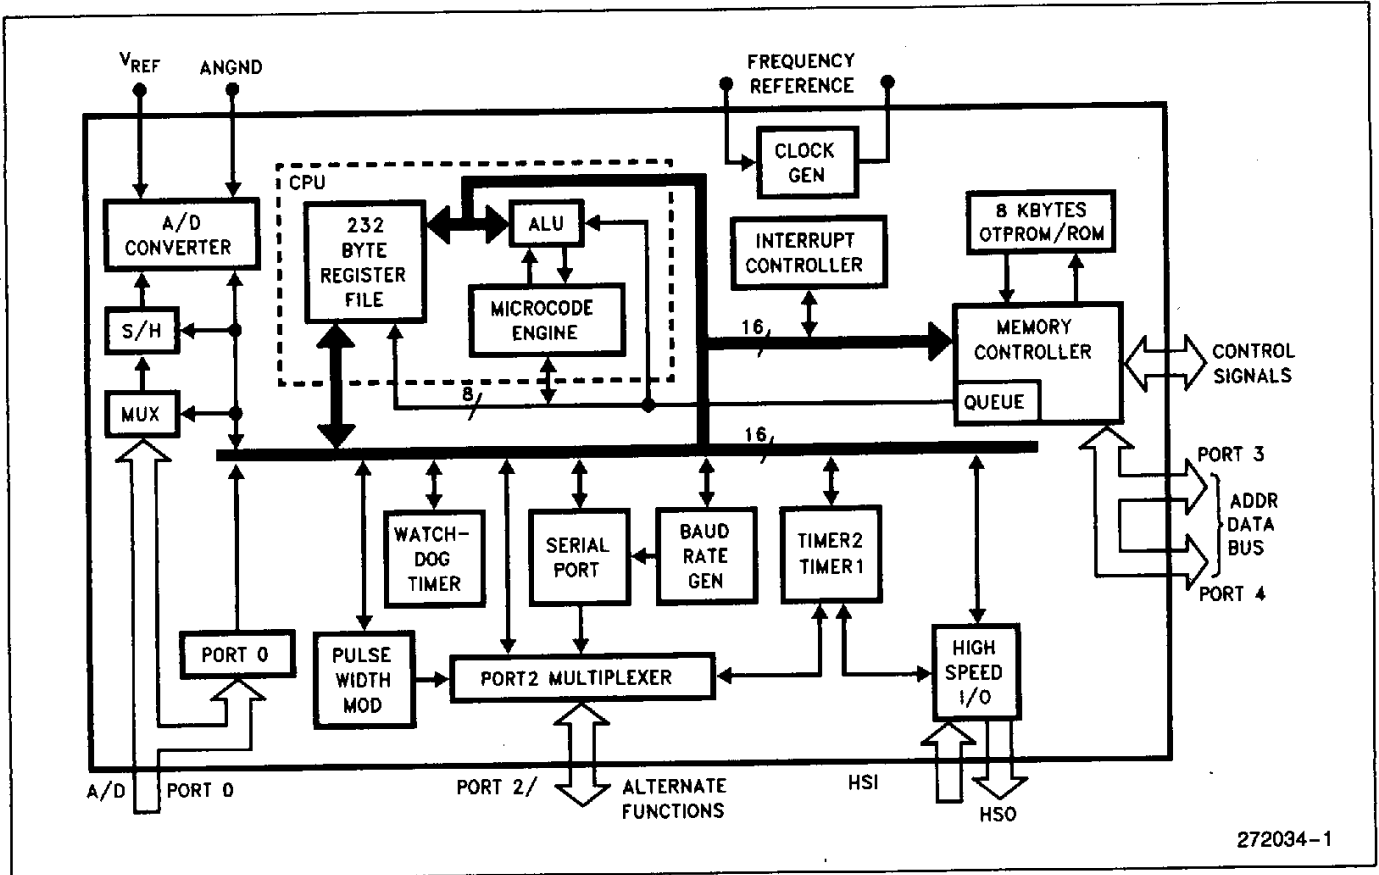 VREF
ANGND
FREQUENCY
REFERENCE
CLOCK
GEN
CPU
A/D
CONVERTER
232
BYTE
REGISTER
FILE
ALU
INTERRUPT
CONTROLLER
8 KBYTES
OTPROM/ROM
S/H
MICROCODE
ENGINE
16
MEMORY
CONTROLLER
CONTROL
SIGNALS
MUX
8
QUEUE
16
PORT 3
ADDR
DATA
BUS
PORT 4
WATCH-
DOG
TIMER
SERIAL
PORT
BAUD
RATE
GEN
TIMER2
TIMER1
PORT 0
PULSE
WIDTH
MOD
PORT2 MULTIPLEXER
HIGH
SPEED
I/O
A/D
PORT 0
PORT 2/
ALTERNATE
FUNCTIONS
HSI
HSO
272034-1